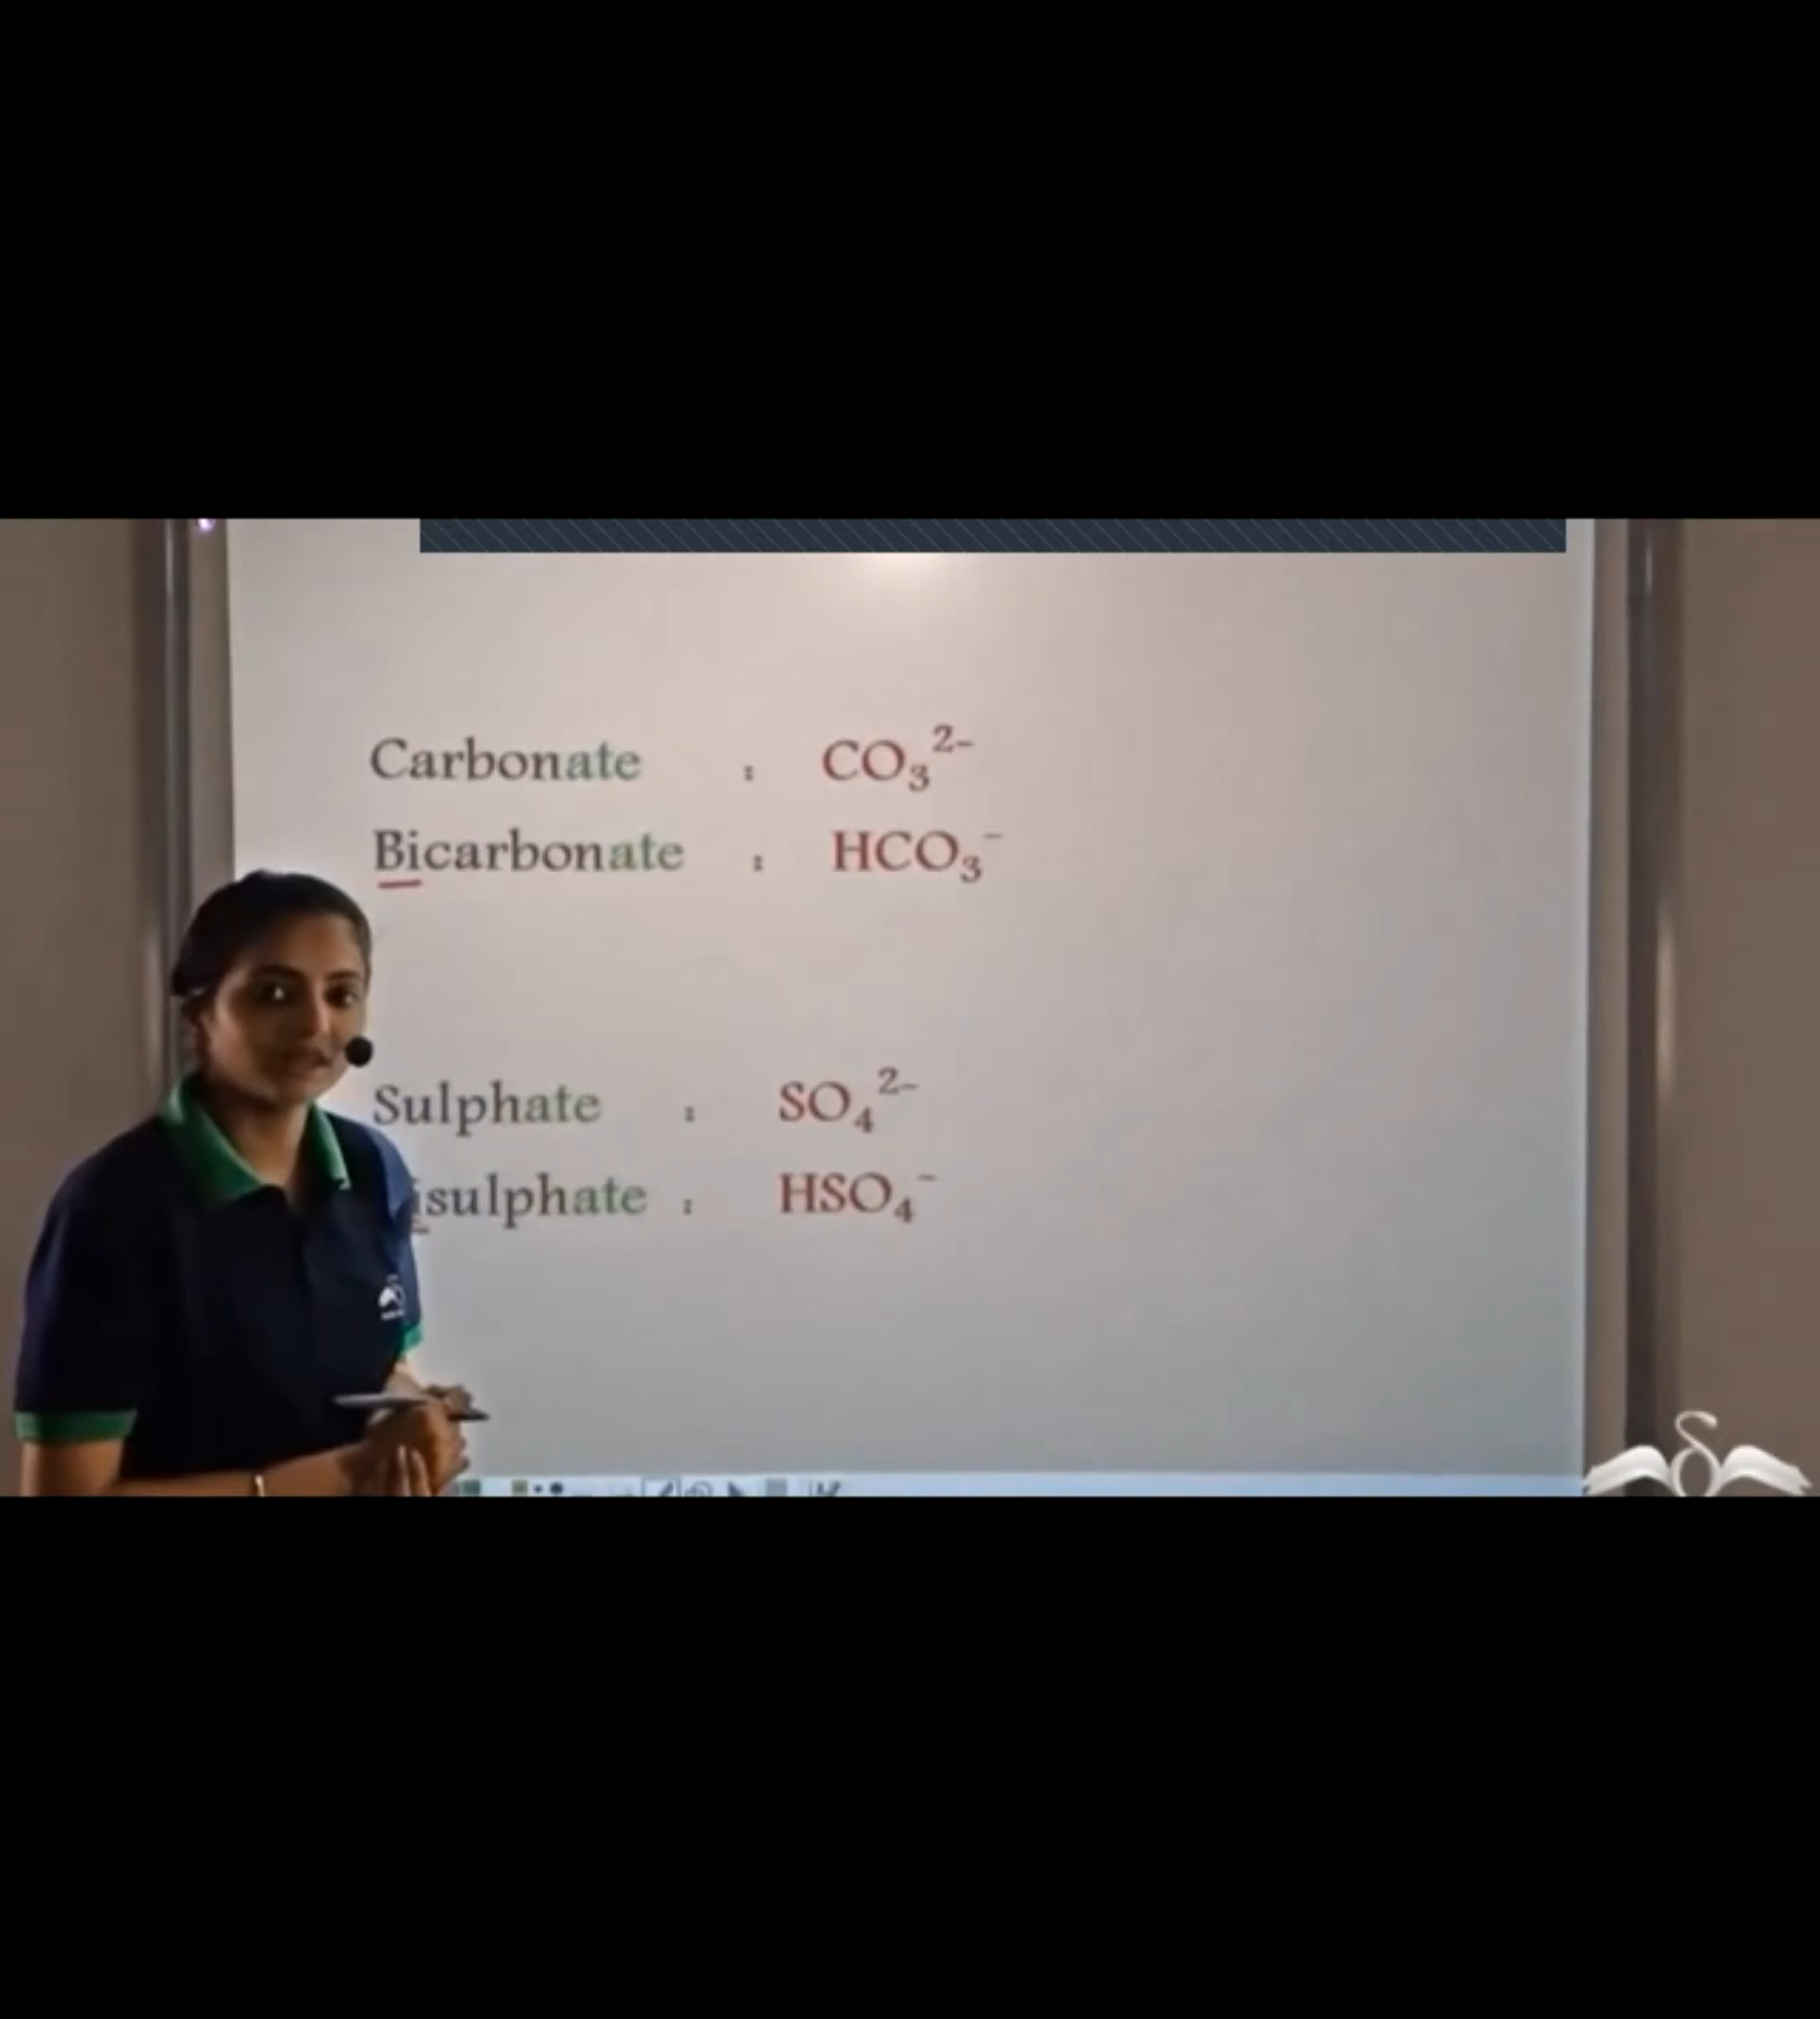 Carbonate : CO₃²⁻
Bicarbonate : HCO₃⁻
Sulphate : SO₄²⁻
isulphate : HSO₄⁻